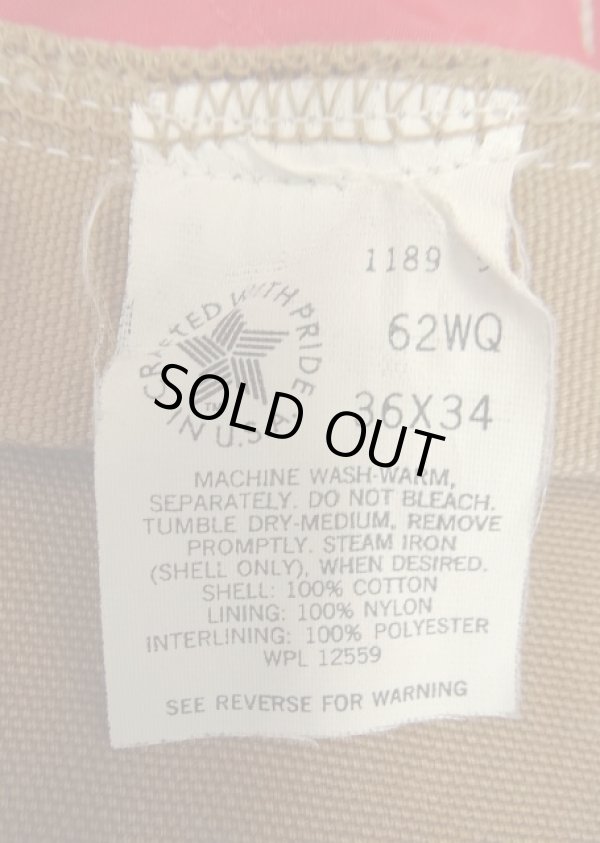 1189
62WQ
CRAFTED WITH PRIDE
IN U.S.A.
TM
SOLD OUT
36X34
MACHINE WASH-WARM,
SEPARATELY. DO NOT BLEACH.
TUMBLE DRY-MEDIUM, REMOVE
PROMPTLY. STEAM IRON
(SHELL ONLY), WHEN DESIRED.
SHELL: 100% COTTON
LINING: 100% NYLON
INTERLINING: 100% POLYESTER
WPL 12559
SEE REVERSE FOR WARNING